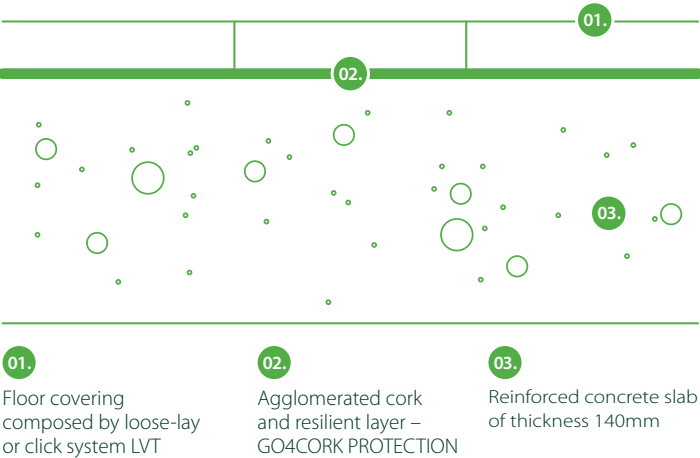 01.
02.
03.
01.
Floor covering
composed by loose-lay
or click system LVT
02.
Agglomerated cork
and resilient layer –
GO4CORK PROTECTION
03.
Reinforced concrete slab
of thickness 140mm